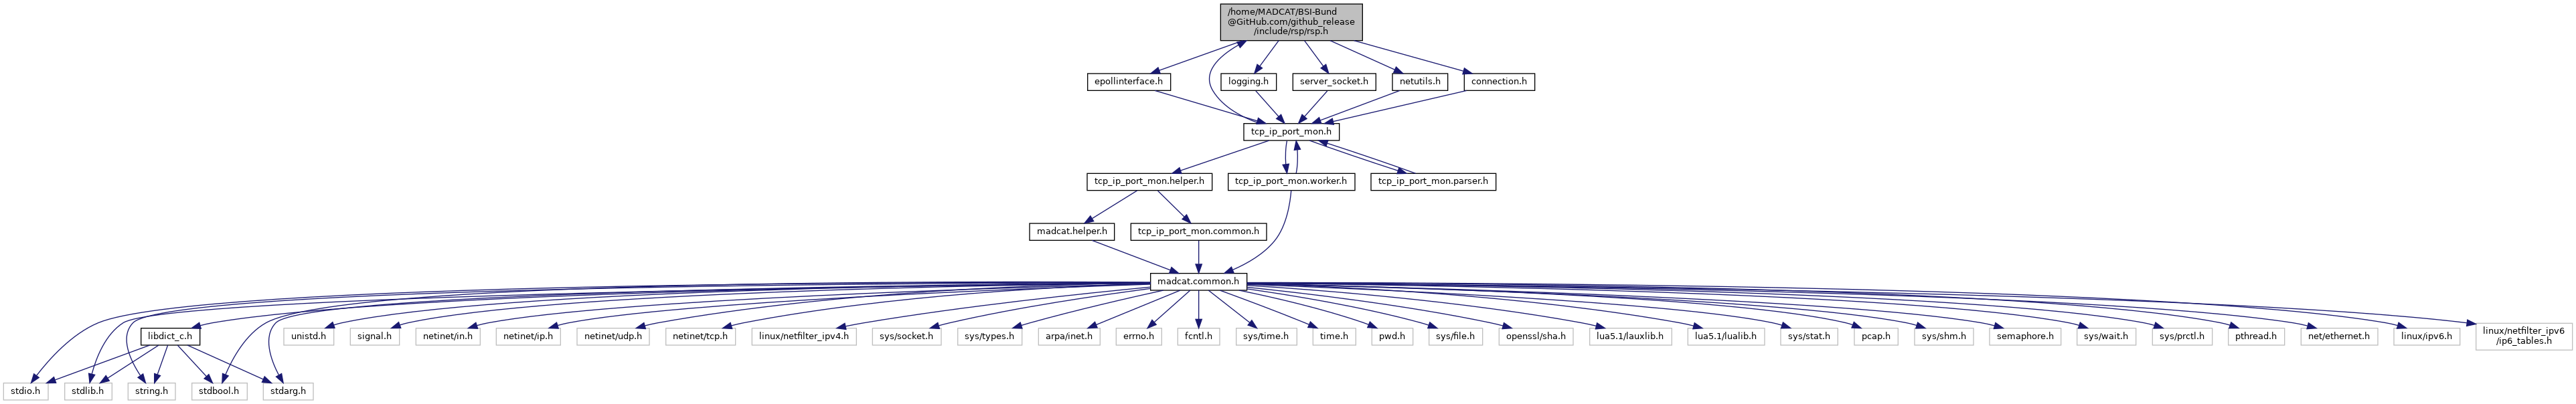 /home/MADCAT/BSI-Bund
@GitHub.com/github_release
/include/rsp/rsp.h
epollinterface.h
logging.h
server_socket.h
netutils.h
connection.h
tcp_ip_port_mon.h
tcp_ip_port_mon.helper.h
tcp_ip_port_mon.worker.h
tcp_ip_port_mon.parser.h
madcat.helper.h
tcp_ip_port_mon.common.h
madcat.common.h
libdict_c.h
unistd.h
signal.h
netinet/in.h
netinet/ip.h
netinet/udp.h
netinet/tcp.h
linux/netfilter_ipv4.h
sys/socket.h
sys/types.h
arpa/inet.h
errno.h
fcntl.h
sys/time.h
time.h
pwd.h
sys/file.h
openssl/sha.h
lua5.1/lauxlib.h
lua5.1/lualib.h
sys/stat.h
pcap.h
sys/shm.h
semaphore.h
sys/wait.h
sys/prctl.h
pthread.h
net/ethernet.h
linux/ipv6.h
linux/netfilter_ipv6
/ip6_tables.h
stdio.h
stdlib.h
string.h
stdbool.h
stdarg.h